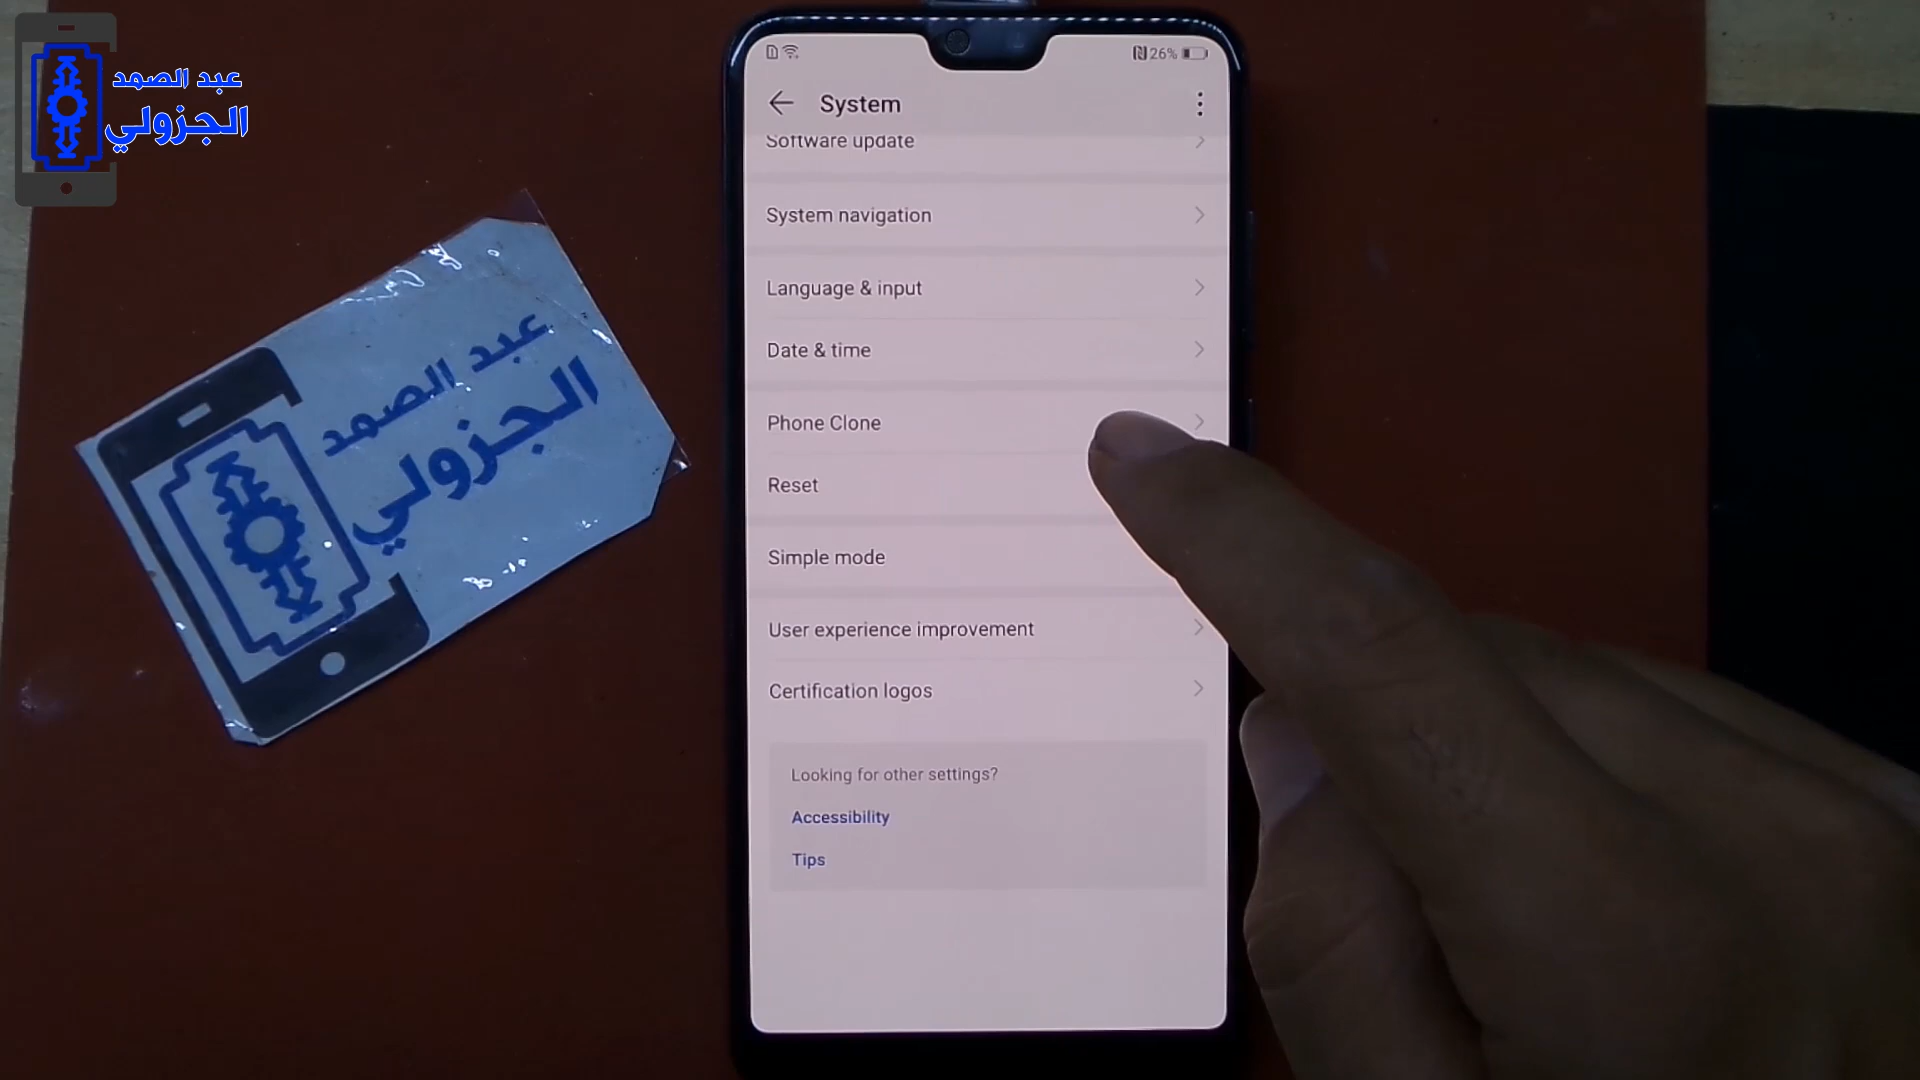 عبد الصمد
الجزولي
26%
System
Software update
System navigation
Language & input
Date & time
Phone Clone
Reset
Simple mode
User experience improvement
Certification logos
Looking for other settings?
Accessibility
Tips
عبد الصمد
الجزولي